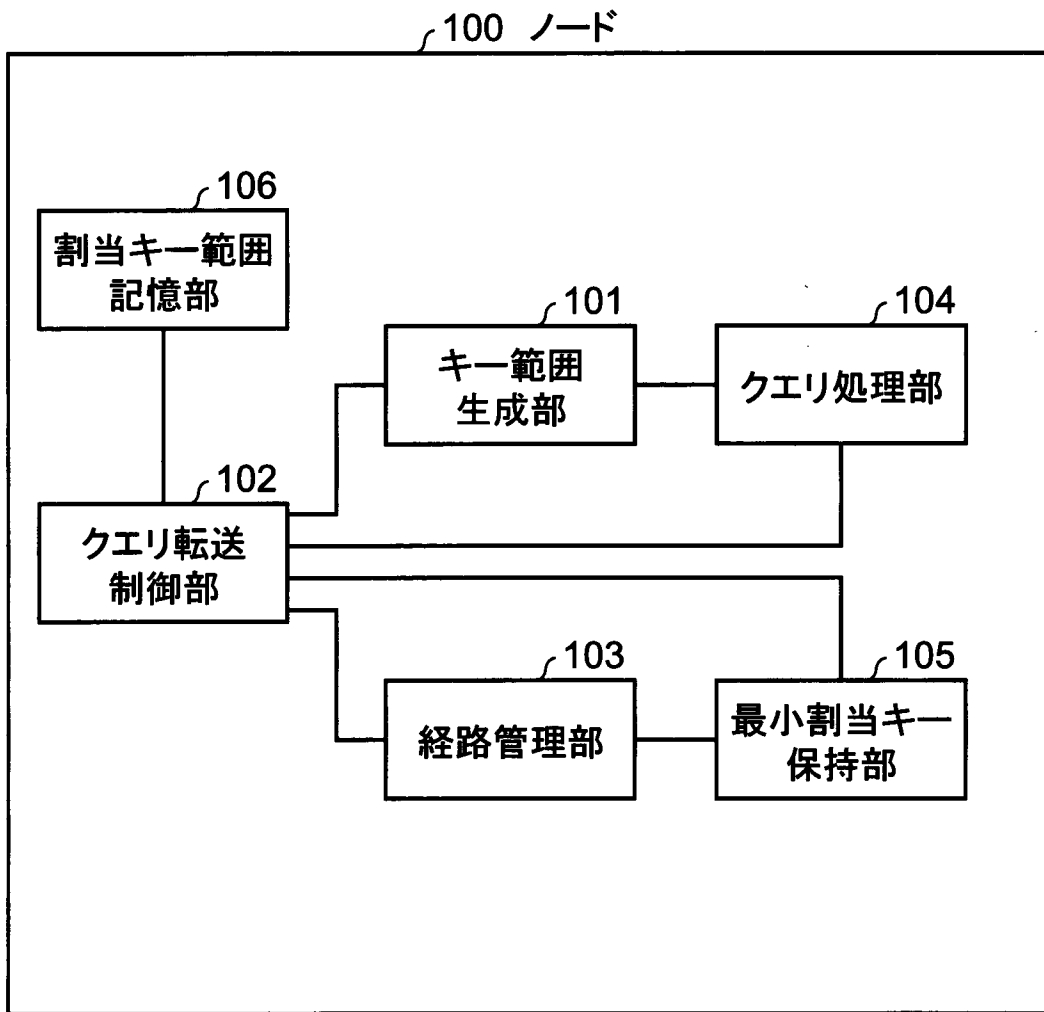 100 ノード
106
割当キー範囲
記憶部
101
キー範囲
生成部
104
クエリ処理部
102
クエリ転送
制御部
103
経路管理部
105
最小割当キー
保持部